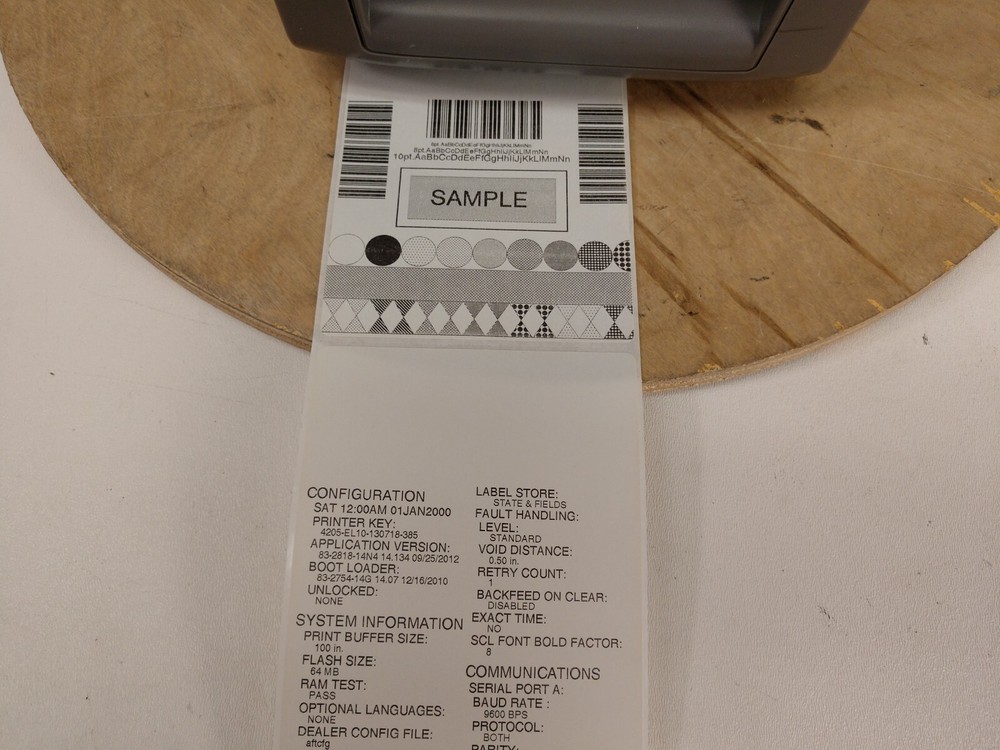 6pt.AaBbCcDdEeFfGgHhIiJjKkLlMmNn
8pt.AaBbCcDdEeFfGgHhIiJjKkLlMmNn
10pt.AaBbCcDdEeFfGgHhIiJjKkLlMmNn
SAMPLE
CONFIGURATION
SAT 12:00AM 01JAN2000
PRINTER KEY:
4205-EL10-130718-385
APPLICATION VERSION:
83-2818-14N4 14.134 09/25/2012
BOOT LOADER:
83-2754-14G 14.07 12/16/2010
UNLOCKED:
NONE
SYSTEM INFORMATION
PRINT BUFFER SIZE:
100 in.
FLASH SIZE:
64 MB
RAM TEST:
PASS
OPTIONAL LANGUAGES:
NONE
DEALER CONFIG FILE:
aftcfg
LABEL STORE:
STATE & FIELDS
FAULT HANDLING:
LEVEL:
STANDARD
VOID DISTANCE:
0.50 in.
RETRY COUNT:
1
BACKFEED ON CLEAR:
DISABLED
EXACT TIME:
NO
SCL FONT BOLD FACTOR:
8
COMMUNICATIONS
SERIAL PORT A:
BAUD RATE :
9600 BPS
PROTOCOL:
BOTH
PARITY: